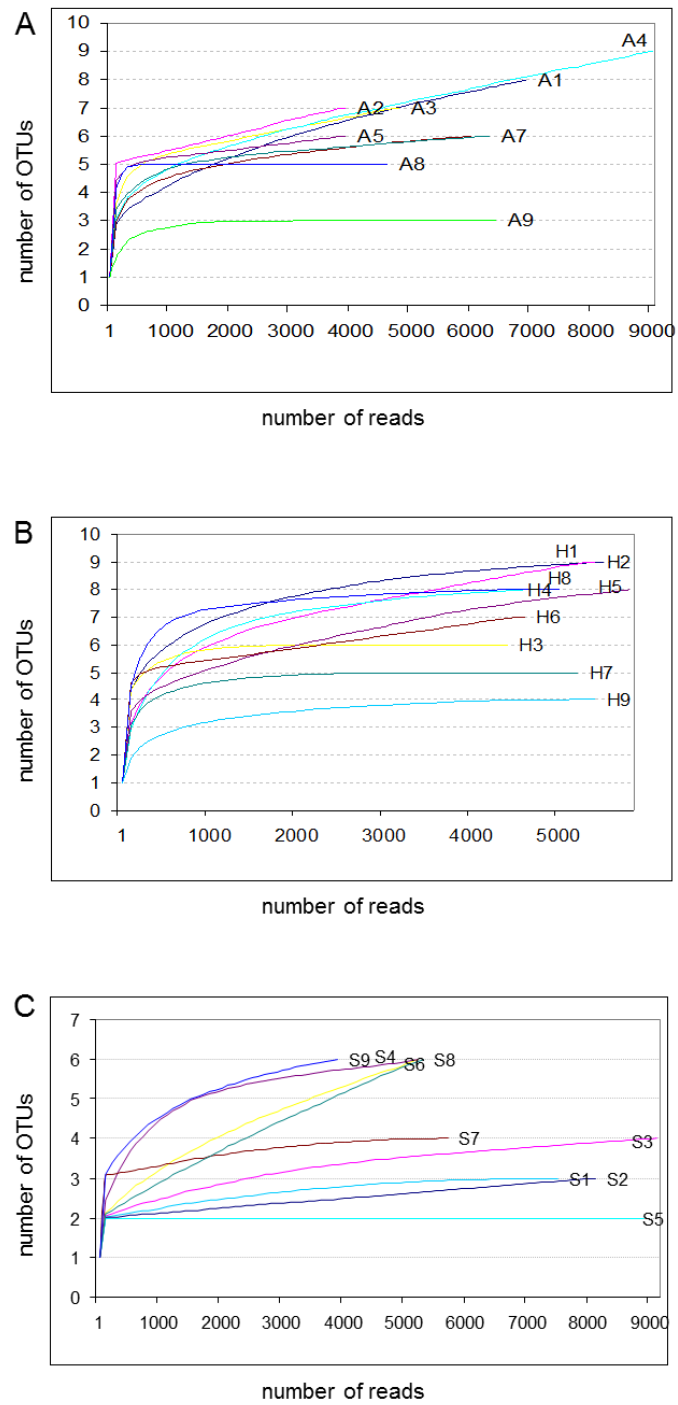 A
10
9
8
7
6
5
4
3
2
1
0
number of OTUs
A4
A1
A2
A3
A5
A7
A8
A9
1 1000 2000 3000 4000 5000 6000 7000 8000 9000
number of reads
B
10
9
8
7
6
5
4
3
2
1
0
number of OTUs
H1
H2
H8
H4
H5
H6
H3
H7
H9
1 1000 2000 3000 4000 5000
number of reads
C
7
6
5
4
3
2
1
0
number of OTUs
S9
S4
S6
S8
S7
S3
S1
S2
S5
1 1000 2000 3000 4000 5000 6000 7000 8000 9000
number of reads